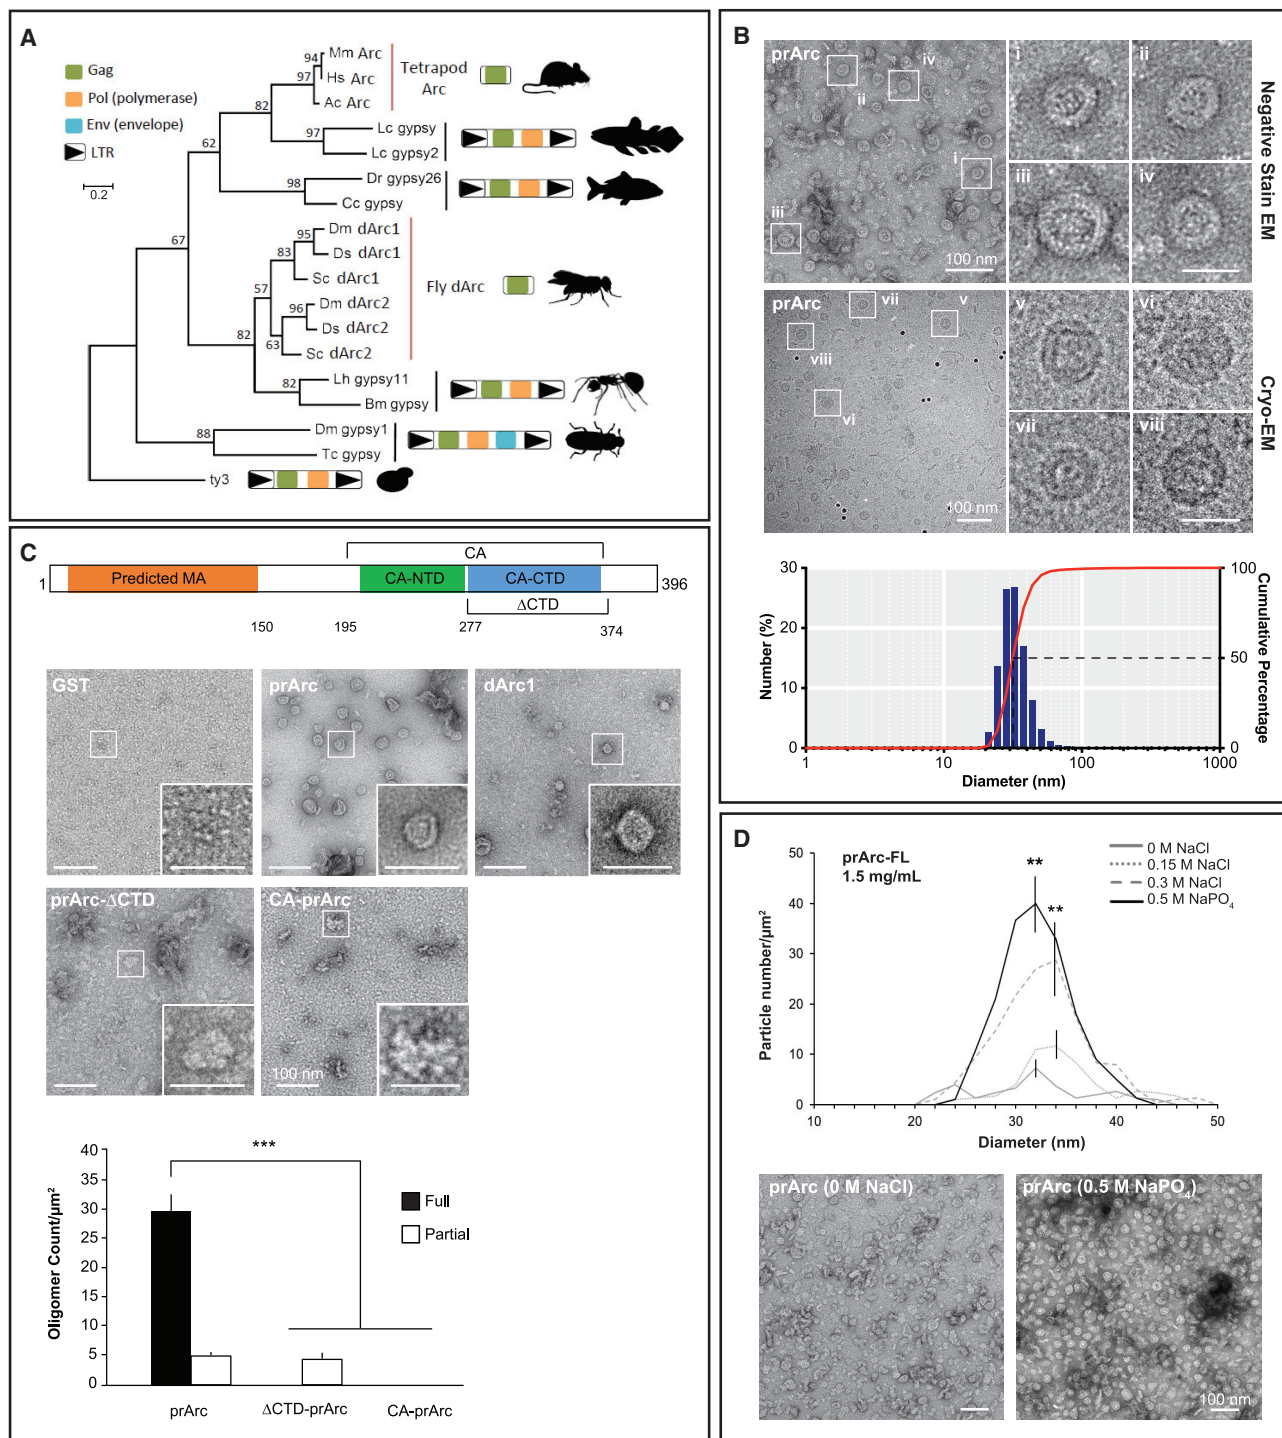 A
Gag
Pol (polymerase)
Env (envelope)
LTR
0.2
94
97
82
97
62
98
67
95
83
57
96
82
63
82
88
Mm Arc
Hs Arc
Ac Arc
Tetrapod
Arc
Lc gypsy
Lc gypsy2
Dr gypsy26
Cc gypsy
Dm dArc1
Ds dArc1
Sc dArc1
Fly dArc
Dm dArc2
Ds dArc2
Sc dArc2
Lh gypsy11
Bm gypsy
Dm gypsy1
Tc gypsy
ty3
B
prArc
iv
ii
i
iii
100 nm
i
ii
iii
iv
Negative Stain EM
prArc
vii
v
viii
vi
100 nm
v
vi
vii
viii
Cryo-EM
Number (%)
30
20
10
0
100
50
0
Cumulative Percentage
1
10
100
1000
Diameter (nm)
C
CA
1
Predicted MA
CA-NTD
CA-CTD
396
ΔCTD
150
195
277
374
GST
prArc
dArc1
prArc-ΔCTD
CA-prArc
100 nm
Oligomer Count/µm²
40
35
30
25
20
15
10
5
0
***
Full
Partial
prArc
ΔCTD-prArc
CA-prArc
D
prArc-FL
1.5 mg/mL
**
**
0 M NaCl
0.15 M NaCl
0.3 M NaCl
0.5 M NaPO₄
Particle number/µm²
50
40
30
20
10
0
10
20
30
40
50
Diameter (nm)
prArc (0 M NaCl)
prArc (0.5 M NaPO₄)
100 nm